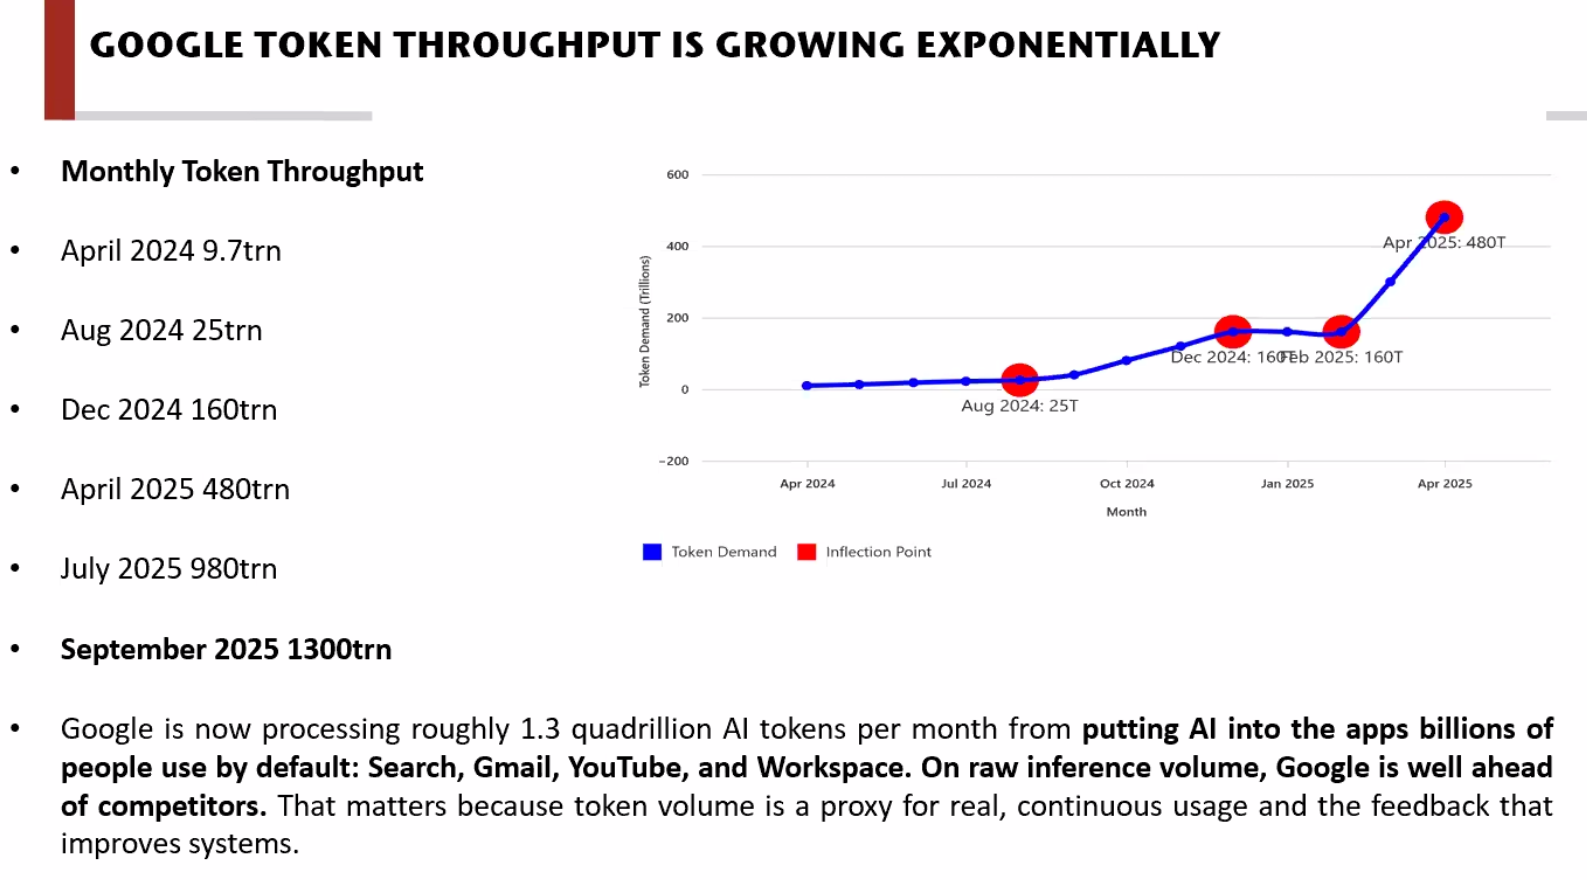 GOOGLE TOKEN THROUGHPUT IS GROWING EXPONENTIALLY
• Monthly Token Throughput
• April 2024 9.7trn
• Aug 2024 25trn
• Dec 2024 160trn
• April 2025 480trn
• July 2025 980trn
• September 2025 1300trn
600
400
200
0
−200
Token Demand (Trillions)
Apr 2025: 480T
Dec 2024: 160T
Feb 2025: 160T
Aug 2024: 25T
Apr 2024
Jul 2024
Oct 2024
Jan 2025
Apr 2025
Month
Token Demand
Inflection Point
• Google is now processing roughly 1.3 quadrillion AI tokens per month from putting AI into the apps billions of
people use by default: Search, Gmail, YouTube, and Workspace. On raw inference volume, Google is well ahead
of competitors. That matters because token volume is a proxy for real, continuous usage and the feedback that
improves systems.